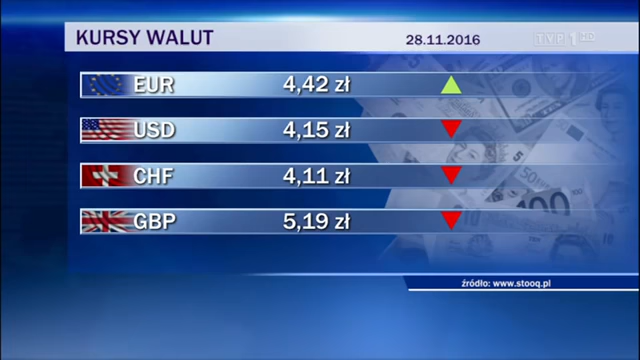 KURSY WALUT 28.11.2016 TVP1 HD
EUR 4,42 zł
USD 4,15 zł
CHF 4,11 zł
GBP 5,19 zł
źródło: www.stooq.pl